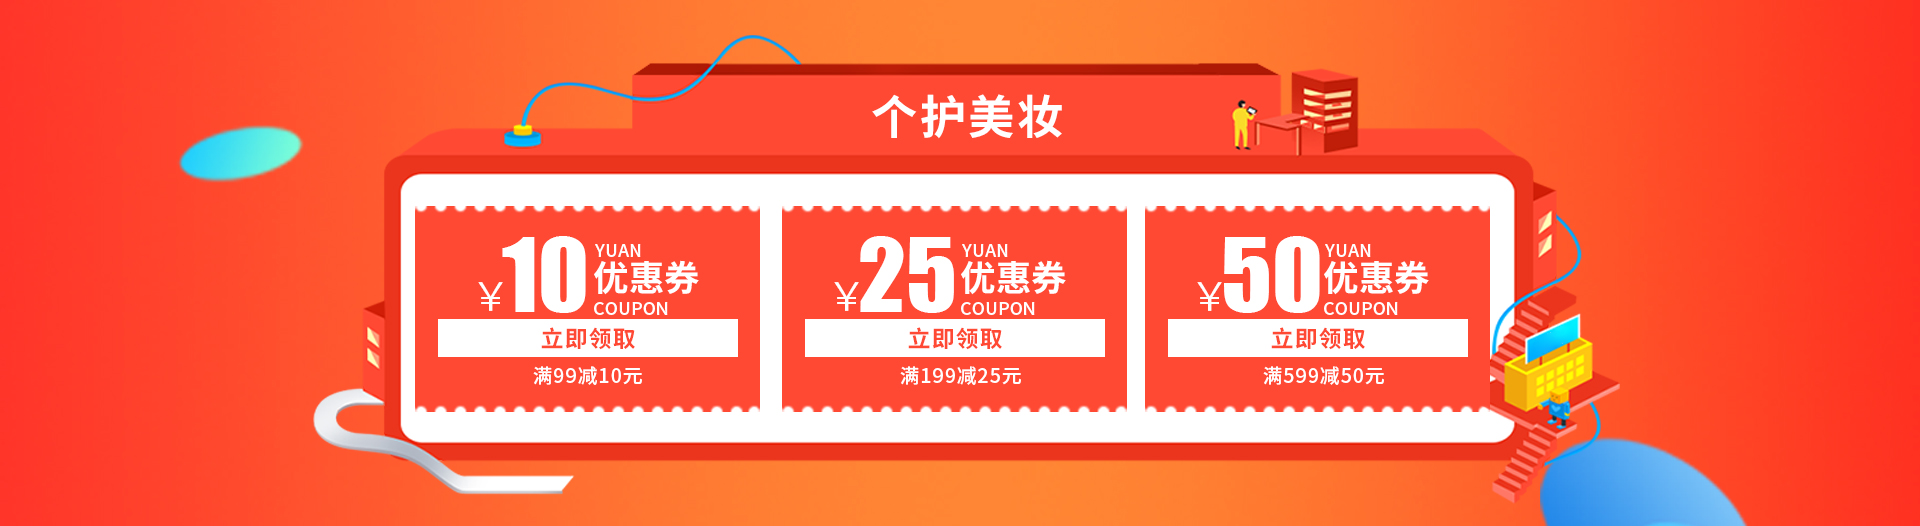 个护美妆
¥10 YUAN
优惠券
COUPON
立即领取
满99减10元
¥25 YUAN
优惠券
COUPON
立即领取
满199减25元
¥50 YUAN
优惠券
COUPON
立即领取
满599减50元